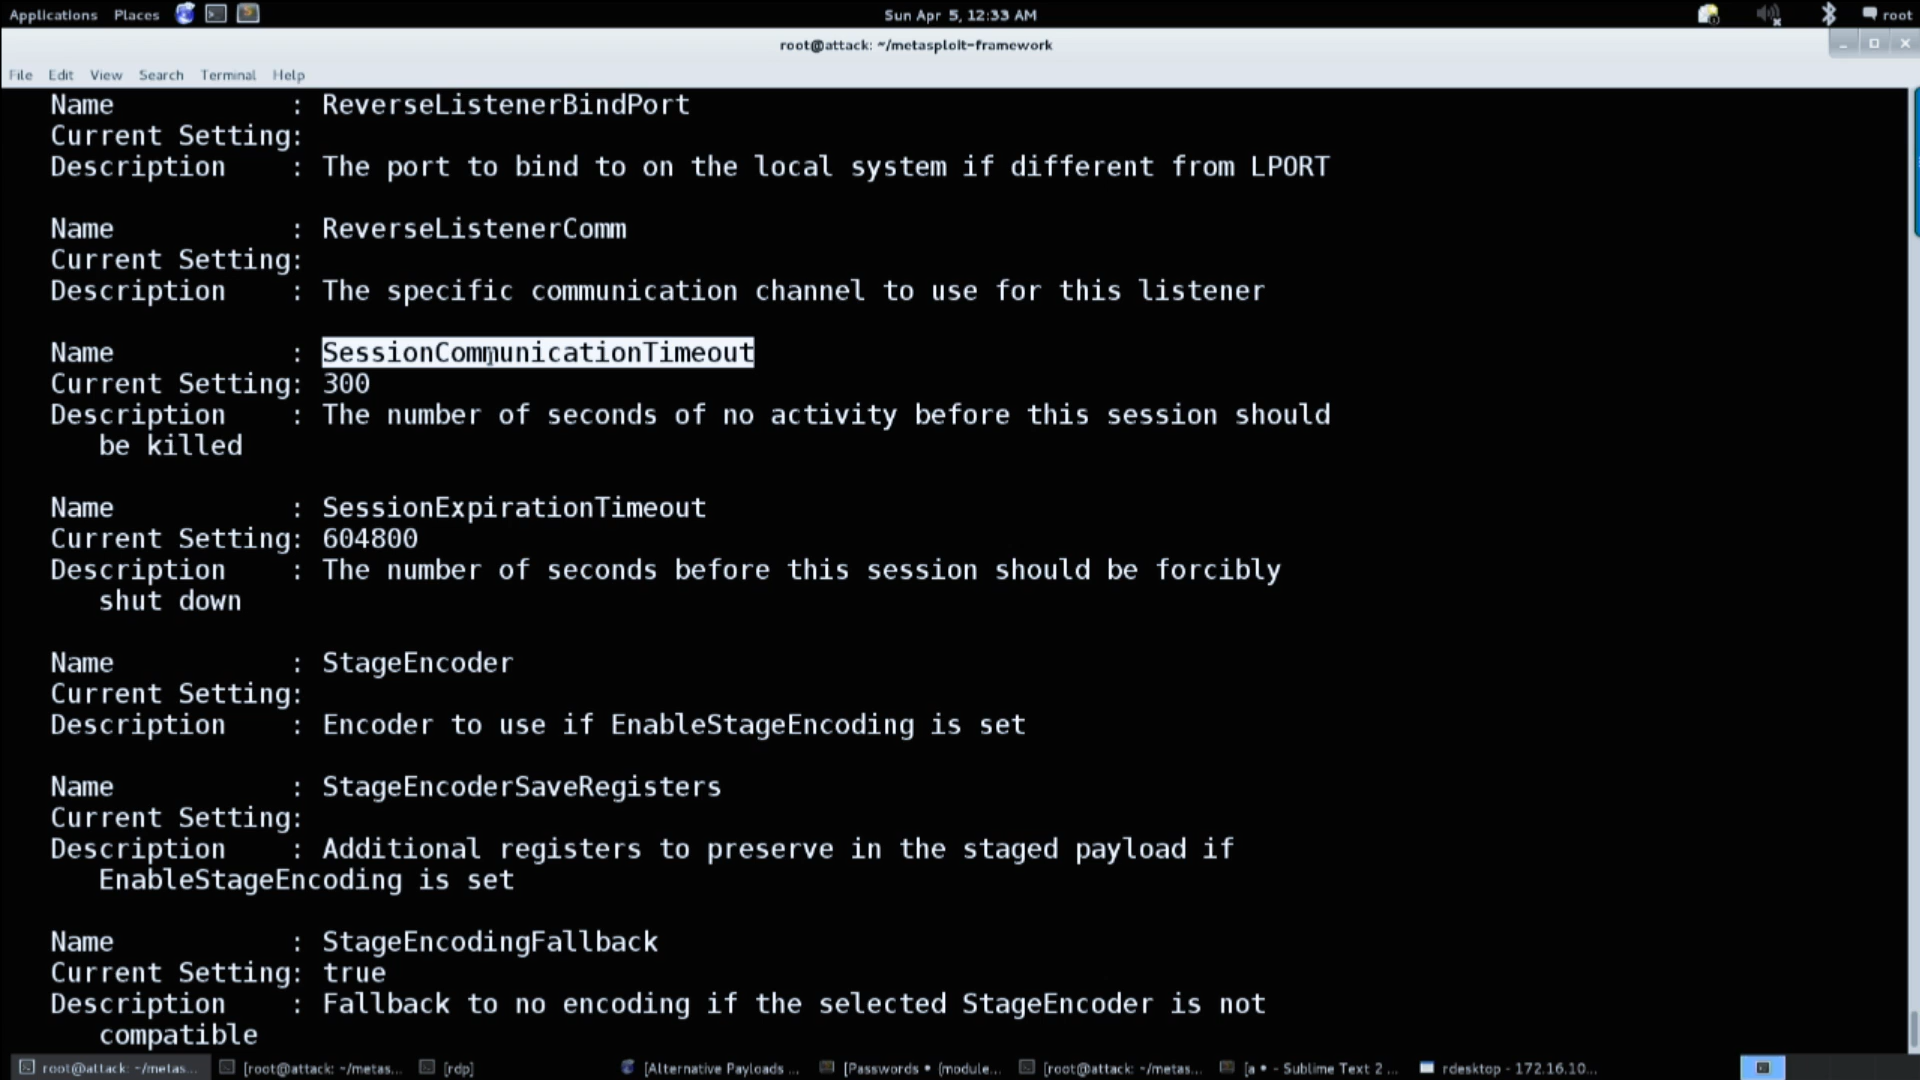 Applications Places Sun Apr 5, 12:33 AM root
root@attack: ~/metasploit-framework
File Edit View Search Terminal Help
Name : ReverseListenerBindPort
Current Setting:
Description : The port to bind to on the local system if different from LPORT
Name : ReverseListenerComm
Current Setting:
Description : The specific communication channel to use for this listener
Name : SessionCommunicationTimeout
Current Setting: 300
Description : The number of seconds of no activity before this session should
be killed
Name : SessionExpirationTimeout
Current Setting: 604800
Description : The number of seconds before this session should be forcibly
shut down
Name : StageEncoder
Current Setting:
Description : Encoder to use if EnableStageEncoding is set
Name : StageEncoderSaveRegisters
Current Setting:
Description : Additional registers to preserve in the staged payload if
EnableStageEncoding is set
Name : StageEncodingFallback
Current Setting: true
Description : Fallback to no encoding if the selected StageEncoder is not
compatible
root@attack: ~/metas... [root@attack: ~/metas... [rdp] [Alternative Payloads ... [Passwords • (module... [root@attack: ~/metas... [a • - Sublime Text 2 ... rdesktop - 172.16.10...